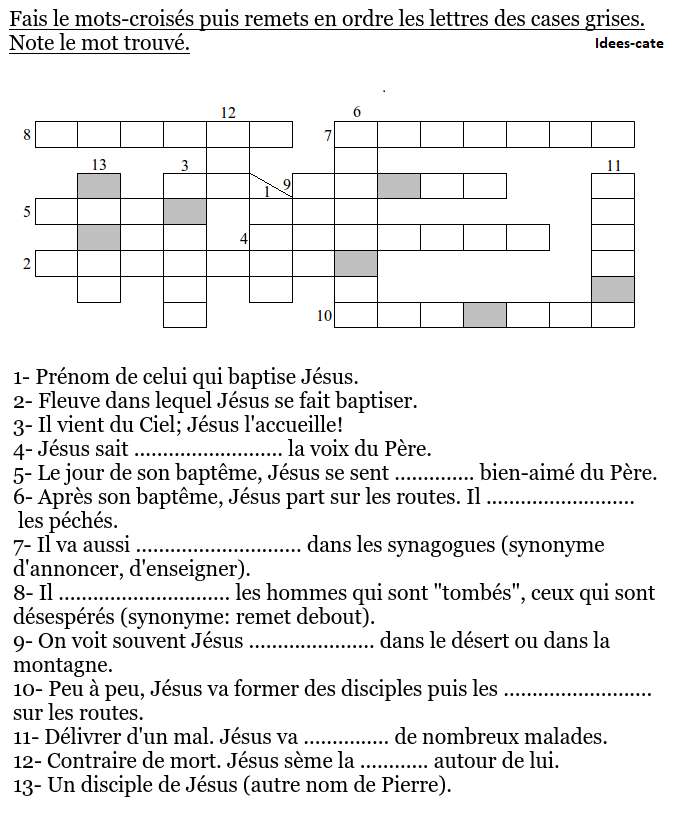 Fais le mots-croisés puis remets en ordre les lettres des cases grises.
Note le mot trouvé.
Idees-cate
12 6
8 7
13 3 11
1 9
5
4
2
10
1- Prénom de celui qui baptise Jésus.
2- Fleuve dans lequel Jésus se fait baptiser.
3- Il vient du Ciel; Jésus l'accueille!
4- Jésus sait .......................... la voix du Père.
5- Le jour de son baptême, Jésus se sent .............. bien-aimé du Père.
6- Après son baptême, Jésus part sur les routes. Il ..........................
les péchés.
7- Il va aussi ............................. dans les synagogues (synonyme
d'annoncer, d'enseigner).
8- Il .............................. les hommes qui sont "tombés", ceux qui sont
désespérés (synonyme: remet debout).
9- On voit souvent Jésus ...................... dans le désert ou dans la
montagne.
10- Peu à peu, Jésus va former des disciples puis les ..........................
sur les routes.
11- Délivrer d'un mal. Jésus va ............... de nombreux malades.
12- Contraire de mort. Jésus sème la ............ autour de lui.
13- Un disciple de Jésus (autre nom de Pierre).